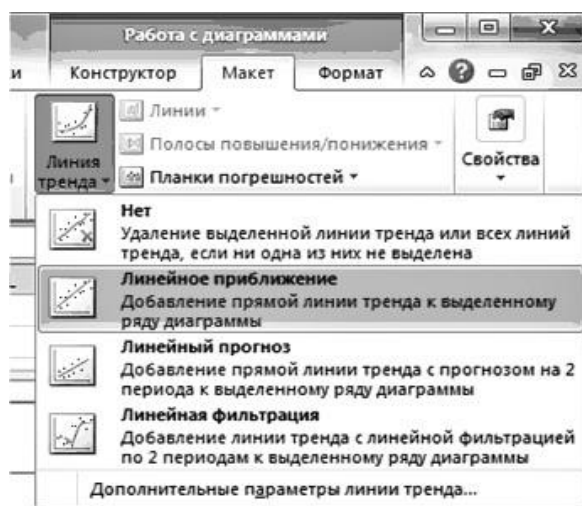 Работа с диаграммами
и Конструктор Макет Формат
Линии
Полосы повышения/понижения
Планки погрешностей
Линия
тренда
Свойства
Нет
Удаление выделенной линии тренда или всех линий
тренда, если ни одна из них не выделена
Линейное приближение
Добавление прямой линии тренда к выделенному
ряду диаграммы
Линейный прогноз
Добавление прямой линии тренда с прогнозом на 2
периода к выделенному ряду диаграммы
Линейная фильтрация
Добавление линии тренда с линейной фильтрацией
по 2 периодам к выделенному ряду диаграммы
Дополнительные параметры линии тренда...